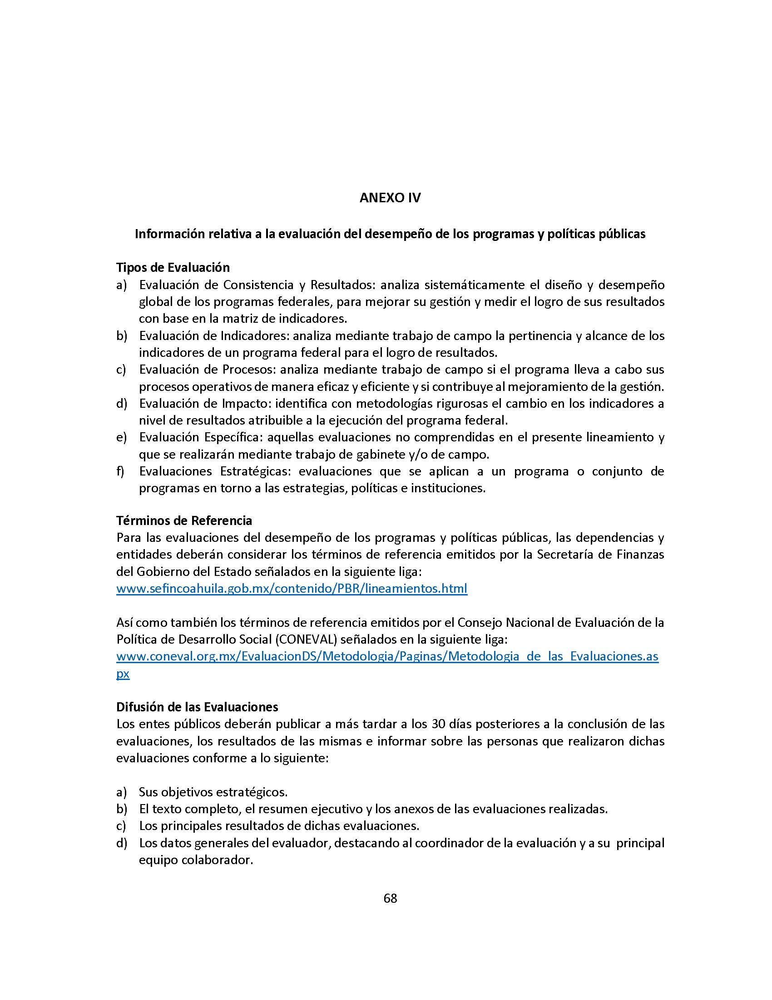 ANEXO IV
Información relativa a la evaluación del desempeño de los programas y políticas públicas
Tipos de Evaluación
a) Evaluación de Consistencia y Resultados: analiza sistemáticamente el diseño y desempeño
global de los programas federales, para mejorar su gestión y medir el logro de sus resultados
con base en la matriz de indicadores.
b) Evaluación de Indicadores: analiza mediante trabajo de campo la pertinencia y alcance de los
indicadores de un programa federal para el logro de resultados.
c) Evaluación de Procesos: analiza mediante trabajo de campo si el programa lleva a cabo sus
procesos operativos de manera eficaz y eficiente y si contribuye al mejoramiento de la gestión.
d) Evaluación de Impacto: identifica con metodologías rigurosas el cambio en los indicadores a
nivel de resultados atribuible a la ejecución del programa federal.
e) Evaluación Específica: aquellas evaluaciones no comprendidas en el presente lineamiento y
que se realizarán mediante trabajo de gabinete y/o de campo.
f) Evaluaciones Estratégicas: evaluaciones que se aplican a un programa o conjunto de
programas en torno a las estrategias, políticas e instituciones.
Términos de Referencia
Para las evaluaciones del desempeño de los programas y políticas públicas, las dependencias y
entidades deberán considerar los términos de referencia emitidos por la Secretaría de Finanzas
del Gobierno del Estado señalados en la siguiente liga:
www.sefincoahuila.gob.mx/contenido/PBR/lineamientos.html
Así como también los términos de referencia emitidos por el Consejo Nacional de Evaluación de la
Política de Desarrollo Social (CONEVAL) señalados en la siguiente liga:
www.coneval.org.mx/EvaluacionDS/Metodologia/Paginas/Metodologia_de_las_Evaluaciones.as
px
Difusión de las Evaluaciones
Los entes públicos deberán publicar a más tardar a los 30 días posteriores a la conclusión de las
evaluaciones, los resultados de las mismas e informar sobre las personas que realizaron dichas
evaluaciones conforme a lo siguiente:
a) Sus objetivos estratégicos.
b) El texto completo, el resumen ejecutivo y los anexos de las evaluaciones realizadas.
c) Los principales resultados de dichas evaluaciones.
d) Los datos generales del evaluador, destacando al coordinador de la evaluación y a su principal
equipo colaborador.
68